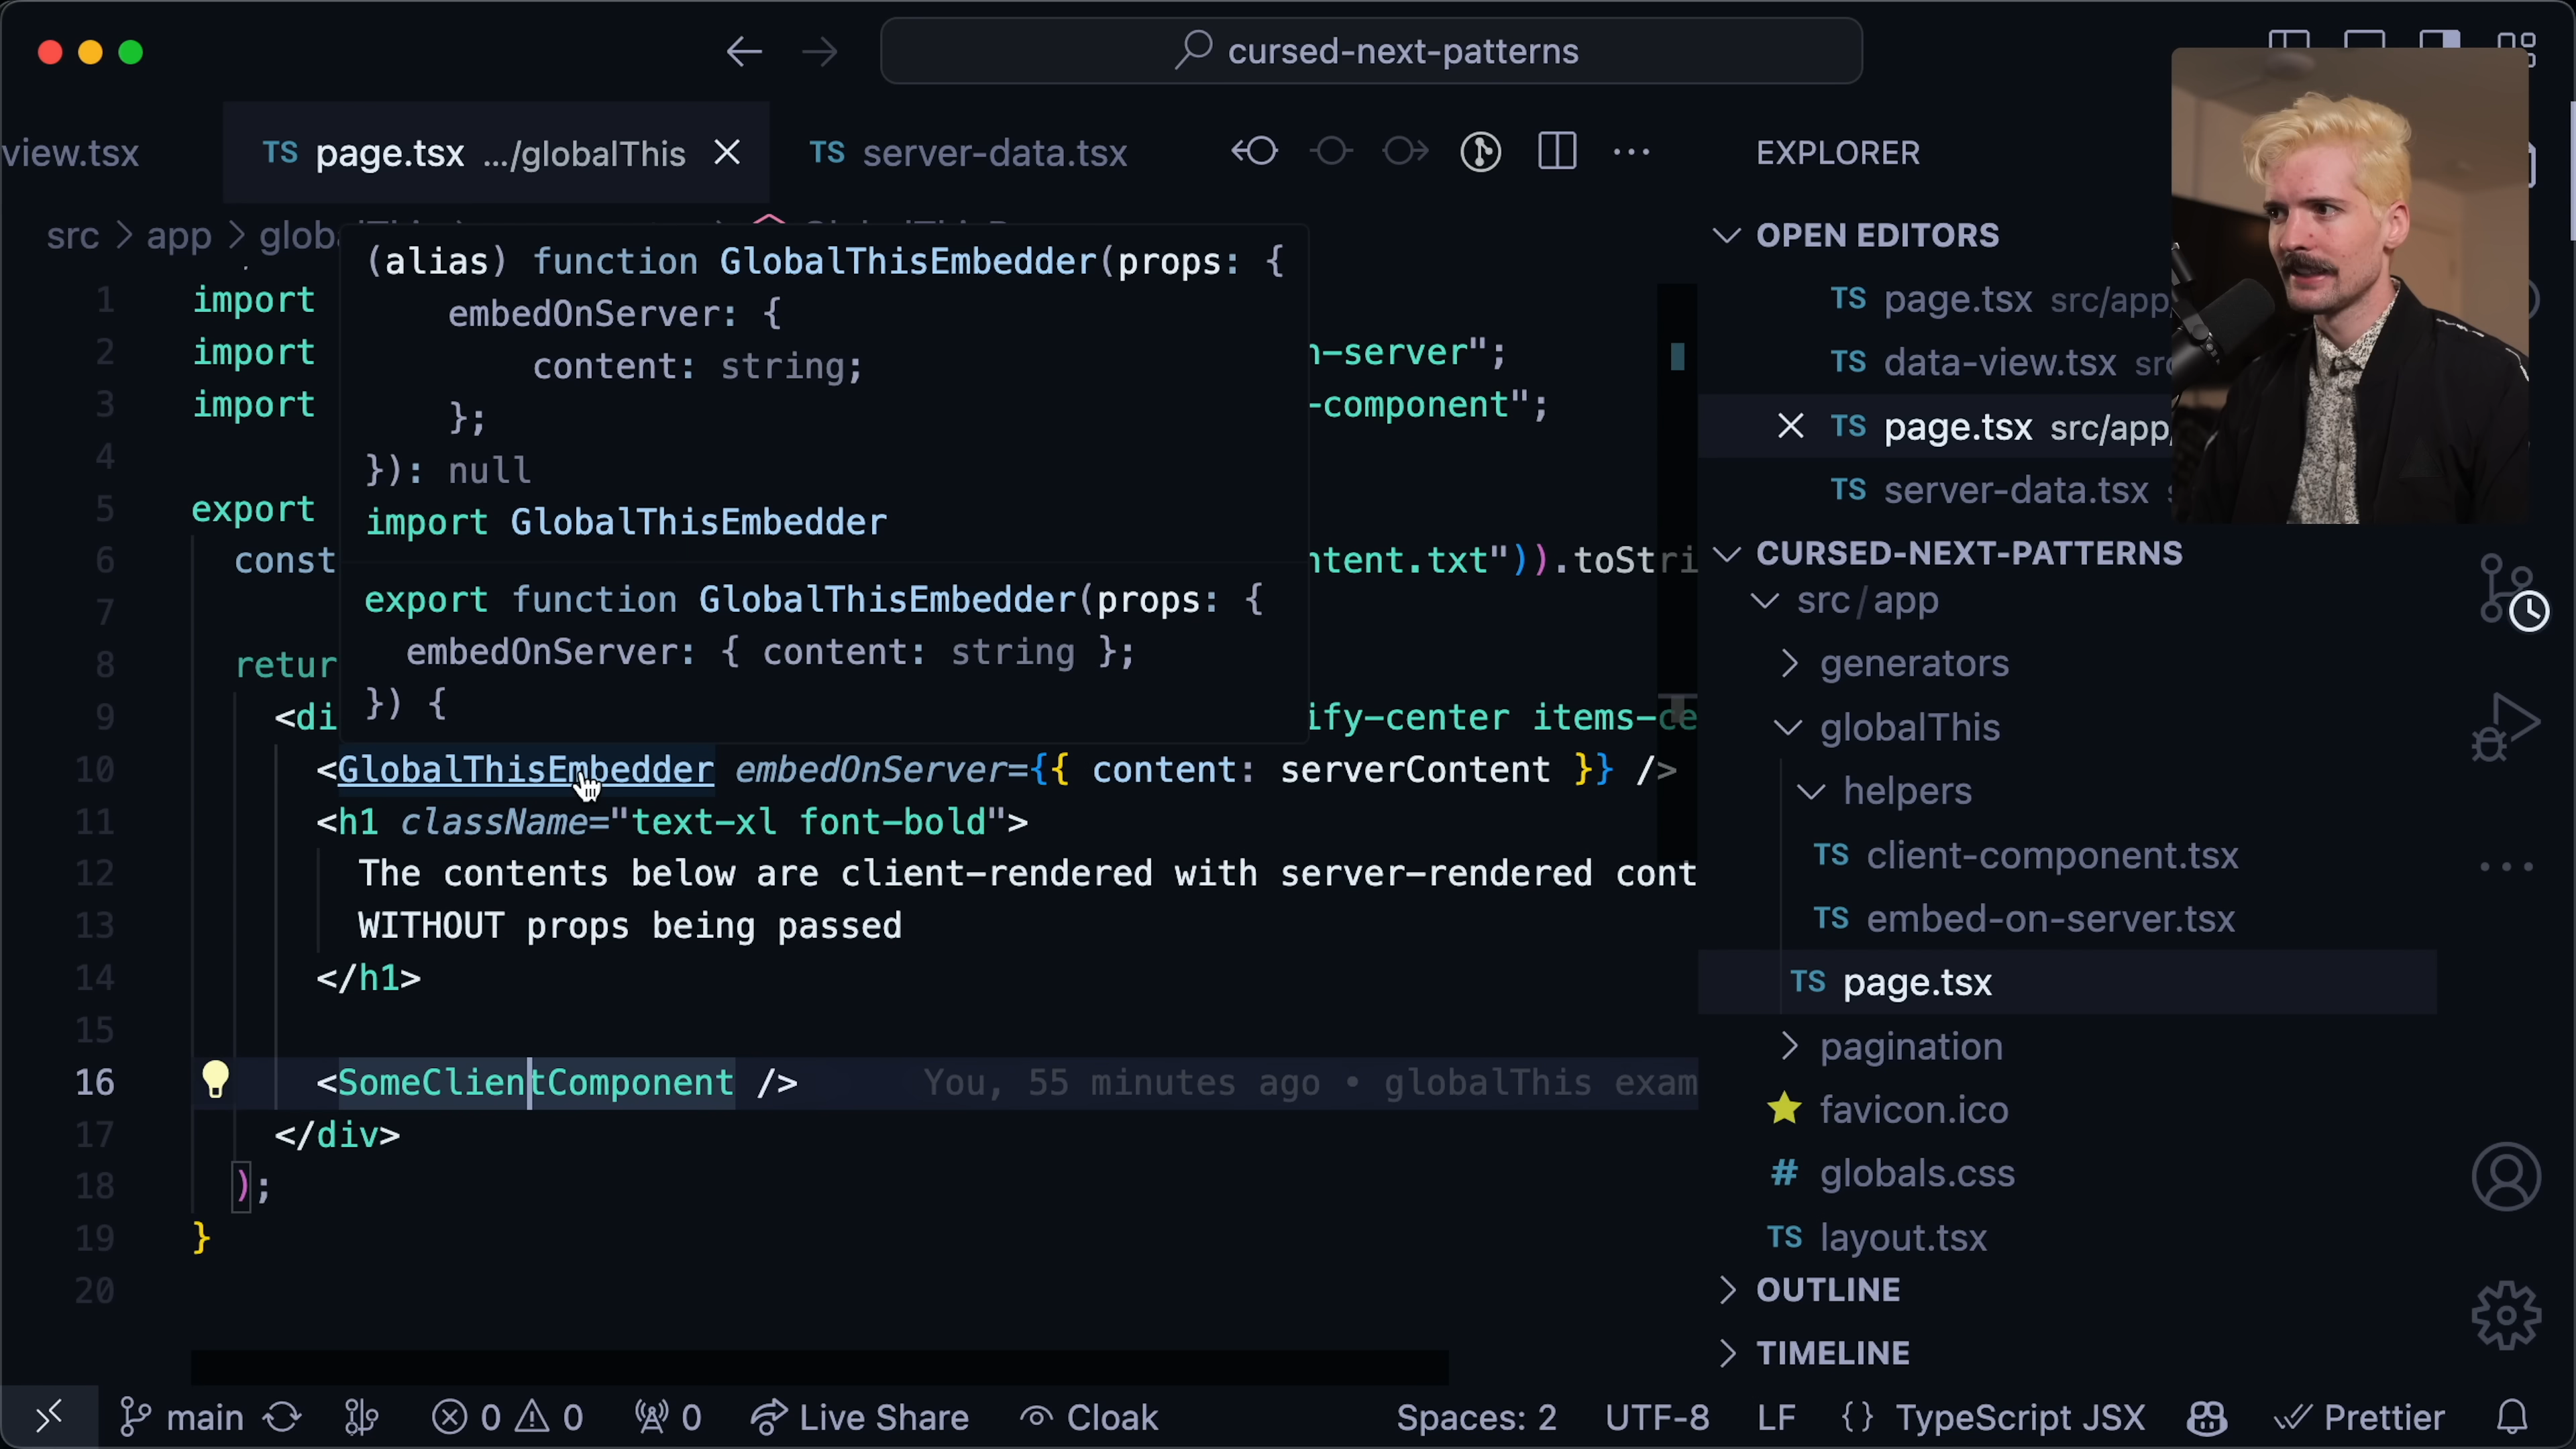 cursed-next-patterns
view.tsx
TS page.tsx .../globalThis
TS server-data.tsx
EXPLORER
src > app > glob
OPEN EDITORS
TS page.tsx src/app
TS data-view.tsx src
TS page.tsx src/app/
TS server-data.tsx
CURSED-NEXT-PATTERNS
src/app
generators
globalThis
helpers
TS client-component.tsx
TS embed-on-server.tsx
TS page.tsx
pagination
favicon.ico
# globals.css
TS layout.tsx
OUTLINE
TIMELINE
(alias) function GlobalThisEmbedder(props: {
embedOnServer: {
content: string;
};
}): null
import GlobalThisEmbedder
export function GlobalThisEmbedder(props: {
embedOnServer: { content: string };
}) {
1 import
2 import n-server";
3 import -component";
4
5 export
6 const ntent.txt")).toStri
7
8 retur
9 <di ify-center items-ce
10 <GlobalThisEmbedder embedOnServer={{ content: serverContent }} />
11 <h1 className="text-xl font-bold">
12 The contents below are client-rendered with server-rendered cont
13 WITHOUT props being passed
14 </h1>
15
16 <SomeClientComponent /> You, 55 minutes ago • globalThis exam
17 </div>
18 );
19 }
20
main 0 0 0 Live Share Cloak Spaces: 2 UTF-8 LF {} TypeScript JSX Prettier